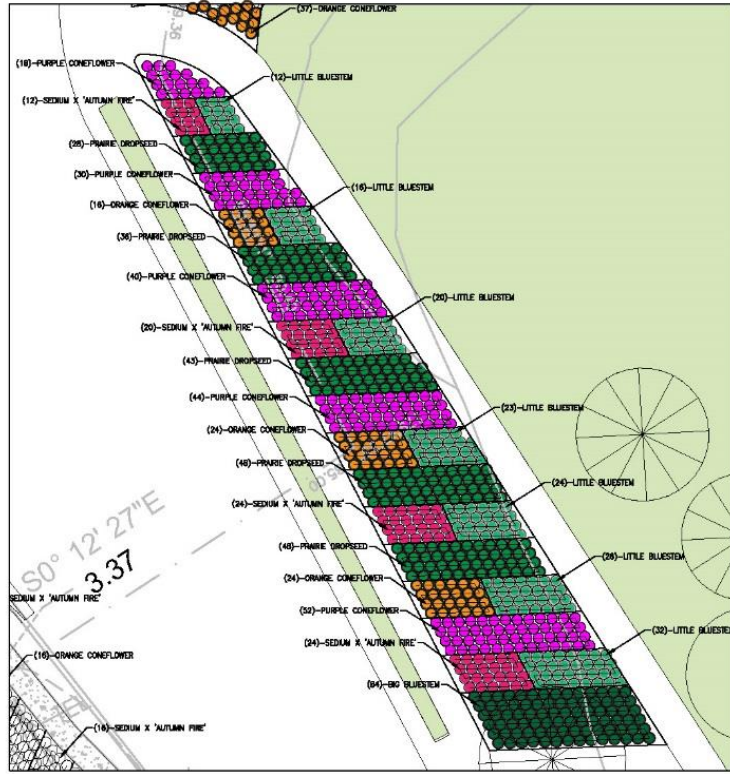 (37)-ORANGE CONEFLOWER
(18)-PURPLE CONEFLOWER
(12)-LITTLE BLUESTEM
(12)-SEDIUM X 'AUTUMN FIRE'
(28)-PRAIRIE DROPSEED
(30)-PURPLE CONEFLOWER
(16)-LITTLE BLUESTEM
(16)-ORANGE CONEFLOWER
(36)-PRAIRIE DROPSEED
(40)-PURPLE CONEFLOWER
(20)-LITTLE BLUESTEM
(20)-SEDIUM X 'AUTUMN FIRE'
(43)-PRAIRIE DROPSEED
(44)-PURPLE CONEFLOWER
(23)-LITTLE BLUESTEM
(24)-ORANGE CONEFLOWER
(48)-PRAIRIE DROPSEED
(24)-LITTLE BLUESTEM
(24)-SEDIUM X 'AUTUMN FIRE'
(48)-PRAIRIE DROPSEED
(26)-LITTLE BLUESTEM
(24)-ORANGE CONEFLOWER
S0° 12' 27"E
3.37
SEDIUM X 'AUTUMN FIRE'
(52)-PURPLE CONEFLOWER
(32)-LITTLE BLUESTEM
(24)-SEDIUM X 'AUTUMN FIRE'
(16)-ORANGE CONEFLOWER
(84)-BIG BLUESTEM
(16)-SEDIUM X 'AUTUMN FIRE'